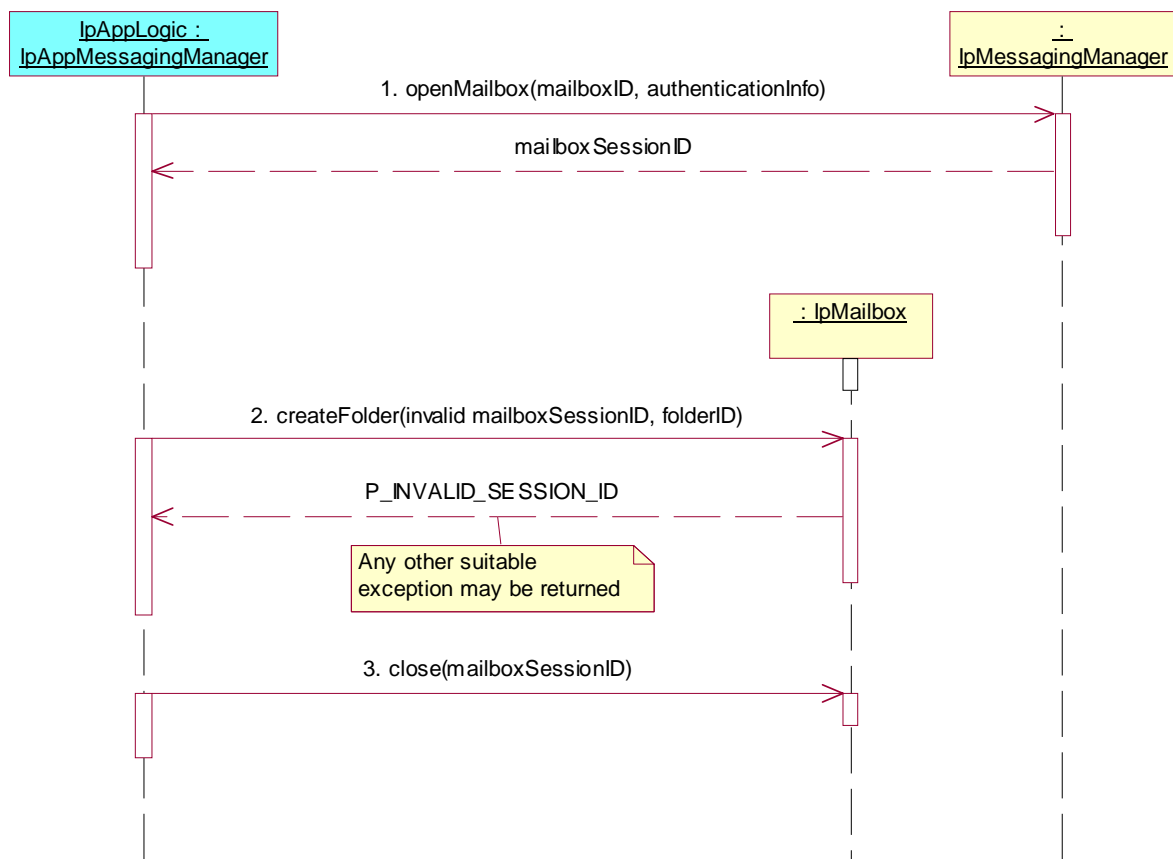 IpAppLogic :
IpAppMessagingManager
:
IpMessagingManager
1. openMailbox(mailboxID, authenticationInfo)
mailboxSessionID
: IpMailbox
2. createFolder(invalid mailboxSessionID, folderID)
P_INVALID_SESSION_ID
Any other suitable
exception may be returned
3. close(mailboxSessionID)